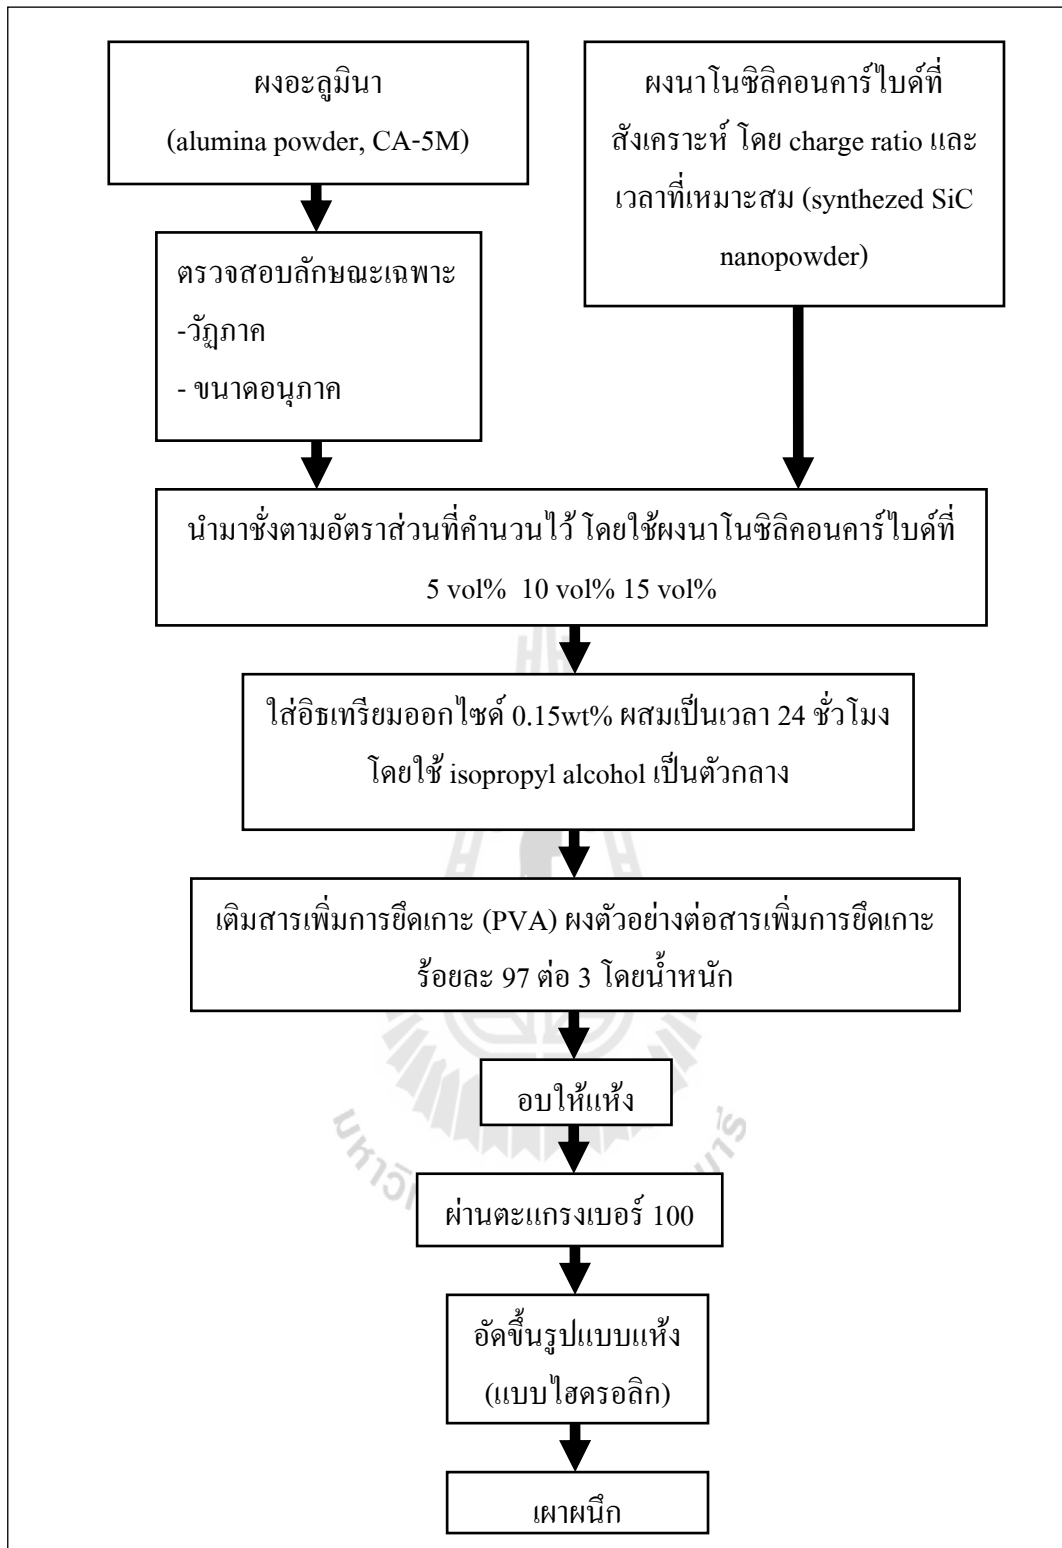 ผงอะลูมินา
(alumina powder, CA-5M)
ผงนาโนซิลิคอนคาร์ไบด์ที่
สังเคราะห์ โดย charge ratio และ
เวลาที่เหมาะสม (synthezed SiC
nanopowder)
ตรวจสอบลักษณะเฉพาะ
-วัฏภาค
- ขนาดอนุภาค
นำมาชั่งตามอัตราส่วนที่คำนวนไว้ โดยใช้ผงนาโนซิลิคอนคาร์ไบด์ที่
5 vol% 10 vol% 15 vol%
ใส่อิธเทรียมออกไซด์ 0.15wt% ผสมเป็นเวลา 24 ชั่วโมง
โดยใช้ isopropyl alcohol เป็นตัวกลาง
เติมสารเพิ่มการยึดเกาะ (PVA) ผงตัวอย่างต่อสารเพิ่มการยึดเกาะ
ร้อยละ 97 ต่อ 3 โดยน้ำหนัก
อบให้แห้ง
ผ่านตะแกรงเบอร์ 100
อัดขึ้นรูปแบบแห้ง
(แบบไฮดรอลิก)
เผาผนึก